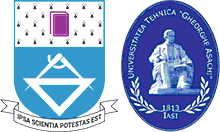 IPSA SCIENTIA POTESTAS EST
UNIVERSITATEA TEHNICA "GHEORGHE ASACHI"
1813
IASI